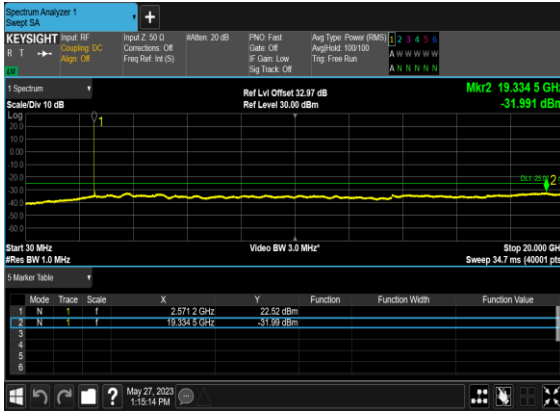 Spectrum Analyzer 1
Swept SA
+
KEYSIGHT Input: RF Input Z: 50 Ω #Atten: 20 dB PNO: Fast Avg Type: Power (RMS) 1 2 3 4 5 6
R T Coupling: DC Corrections: Off Gate: Off Avg|Hold: 100/100 A W W W W W
Align: Off Freq Ref: Int (S) IF Gain: Low Trig: Free Run
LXI Sig Track: Off A N N N N N
1 Spectrum Ref Lvl Offset 32.97 dB Mkr2 19.334 5 GHz
Scale/Div 10 dB Ref Level 30.00 dBm -31.991 dBm
Log
20.0
10.0
0.00
-10.0
-20.0
-30.0
-40.0
-50.0
-60.0
1
2
Start 30 MHz Video BW 3.0 MHz* Stop 20.000 GHz
#Res BW 1.0 MHz Sweep 34.7 ms (40001 pts)
5 Marker Table
Mode Trace Scale X Y Function Function Width Function Value
1 N 1 f 2.571 2 GHz 22.52 dBm
2 N 1 f 19.334 5 GHz -31.99 dBm
3
4
5
6
? May 27, 2023
1:15:14 PM